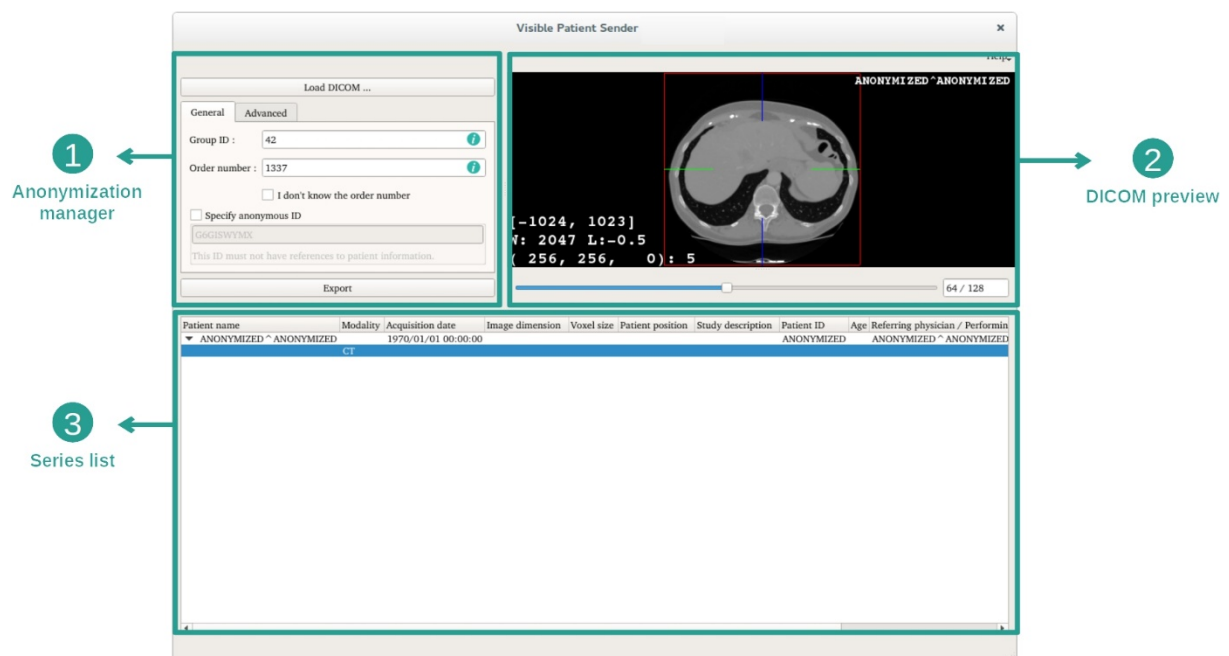 Visible Patient Sender
×
Load DICOM ...
General Advanced
Group ID : 42
Order number : 1337
I don't know the order number
Specify anonymous ID
G6GISWYMX
This ID must not have references to patient information.
Export
1
Anonymization
manager
Help
ANONYMIZED^ANONYMIZED
[-1024, 1023]
W: 2047 L:-0.5
( 256, 256, 0): 5
64 / 128
2
DICOM preview
Patient name Modality Acquisition date Image dimension Voxel size Patient position Study description Patient ID Age Referring physician / Performin
ANONYMIZED ^ ANONYMIZED 1970/01/01 00:00:00 ANONYMIZED ANONYMIZED ^ ANONYMIZED
CT
3
Series list